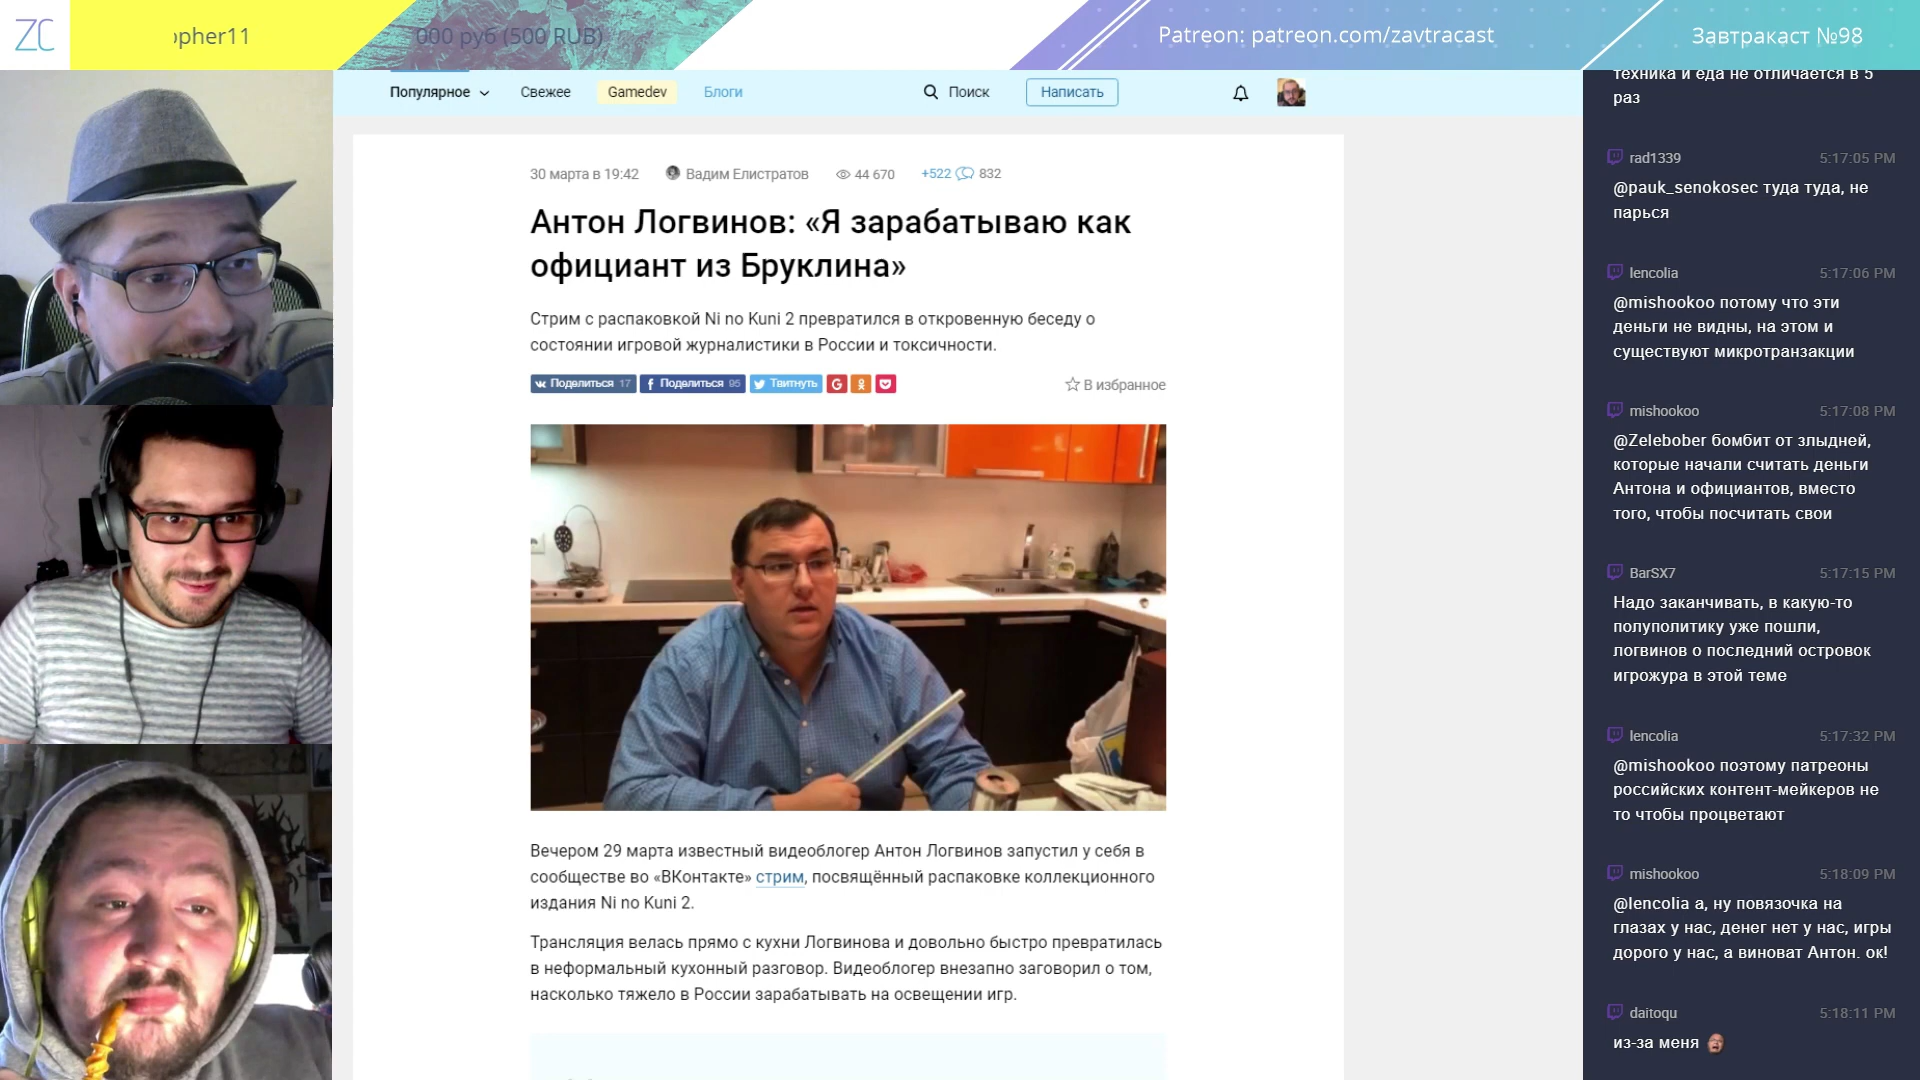 ZC
opher11
000 руб (500 RUB)
Patreon: patreon.com/zavtracast
Завтракаст №98
Популярное
Свежее
Gamedev
Блоги
Поиск
Написать
30 марта в 19:42
Вадим Елистратов
44 670
+522
832
Антон Логвинов: «Я зарабатываю как
официант из Бруклина»
Стрим с распаковкой Ni no Kuni 2 превратился в откровенную беседу о
состоянии игровой журналистики в России и токсичности.
Поделиться 17
Поделиться 95
Твитнуть
В избранное
Вечером 29 марта известный видеоблогер Антон Логвинов запустил у себя в
сообществе во «ВКонтакте» стрим, посвящённый распаковке коллекционного
издания Ni no Kuni 2.
Трансляция велась прямо с кухни Логвинова и довольно быстро превратилась
в неформальный кухонный разговор. Видеоблогер внезапно заговорил о том,
насколько тяжело в России зарабатывать на освещении игр.
техника и еда не отличается в 5
раз
rad1339 5:17:05 PM
@pauk_senokosec туда туда, не
парься
lencolia 5:17:06 PM
@mishookoo потому что эти
деньги не видны, на этом и
существуют микротранзакции
mishookoo 5:17:08 PM
@Zelebober бомбит от злыдней,
которые начали считать деньги
Антона и официантов, вместо
того, чтобы посчитать свои
BarSX7 5:17:15 PM
Надо заканчивать, в какую-то
полуполитику уже пошли,
логвинов о последний островок
игрожура в этой теме
lencolia 5:17:32 PM
@mishookoo поэтому патреоны
российских контент-мейкеров не
то чтобы процветают
mishookoo 5:18:09 PM
@lencolia а, ну повязочка на
глазах у нас, денег нет у нас, игры
дорого у нас, а виноват Антон. ок!
daitoqu 5:18:11 PM
из-за меня